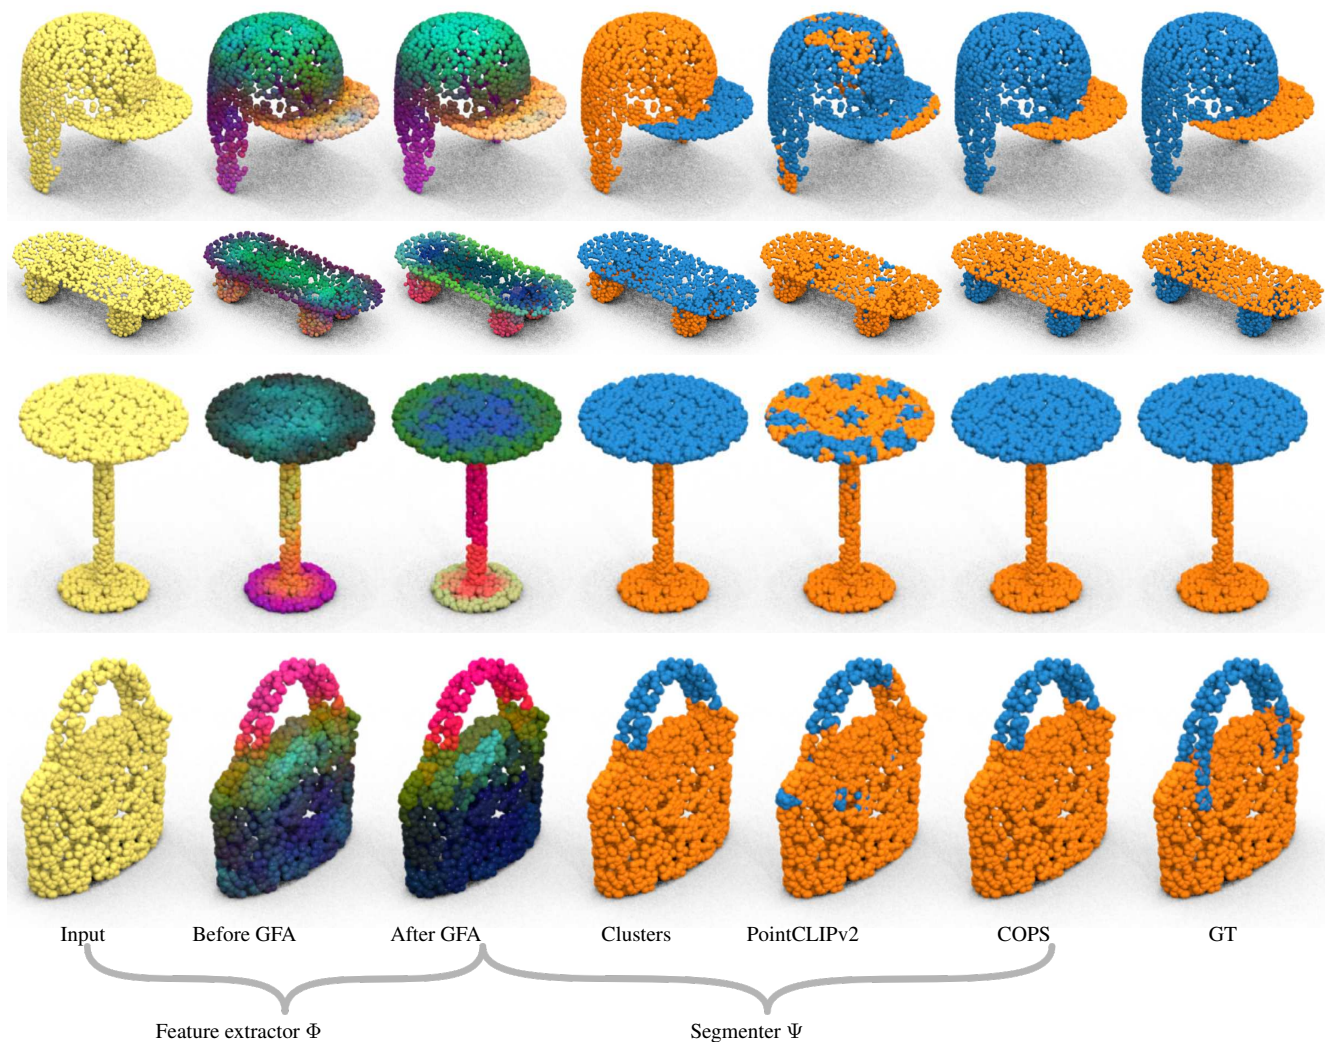 Input Before GFA After GFA Clusters PointCLIPv2 COPS GT
Feature extractor Φ Segmenter Ψ